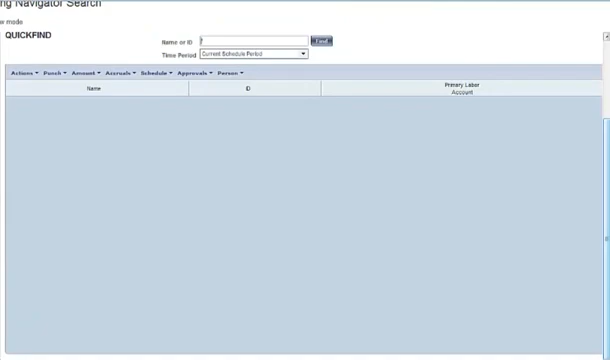 ng Navigator Search
w mode
QUICKFIND
Name or ID
Find
Time Period Current Schedule Period
Actions Punch Amount Accruals Schedule Approvals Person
Name ID Primary Labor
Account